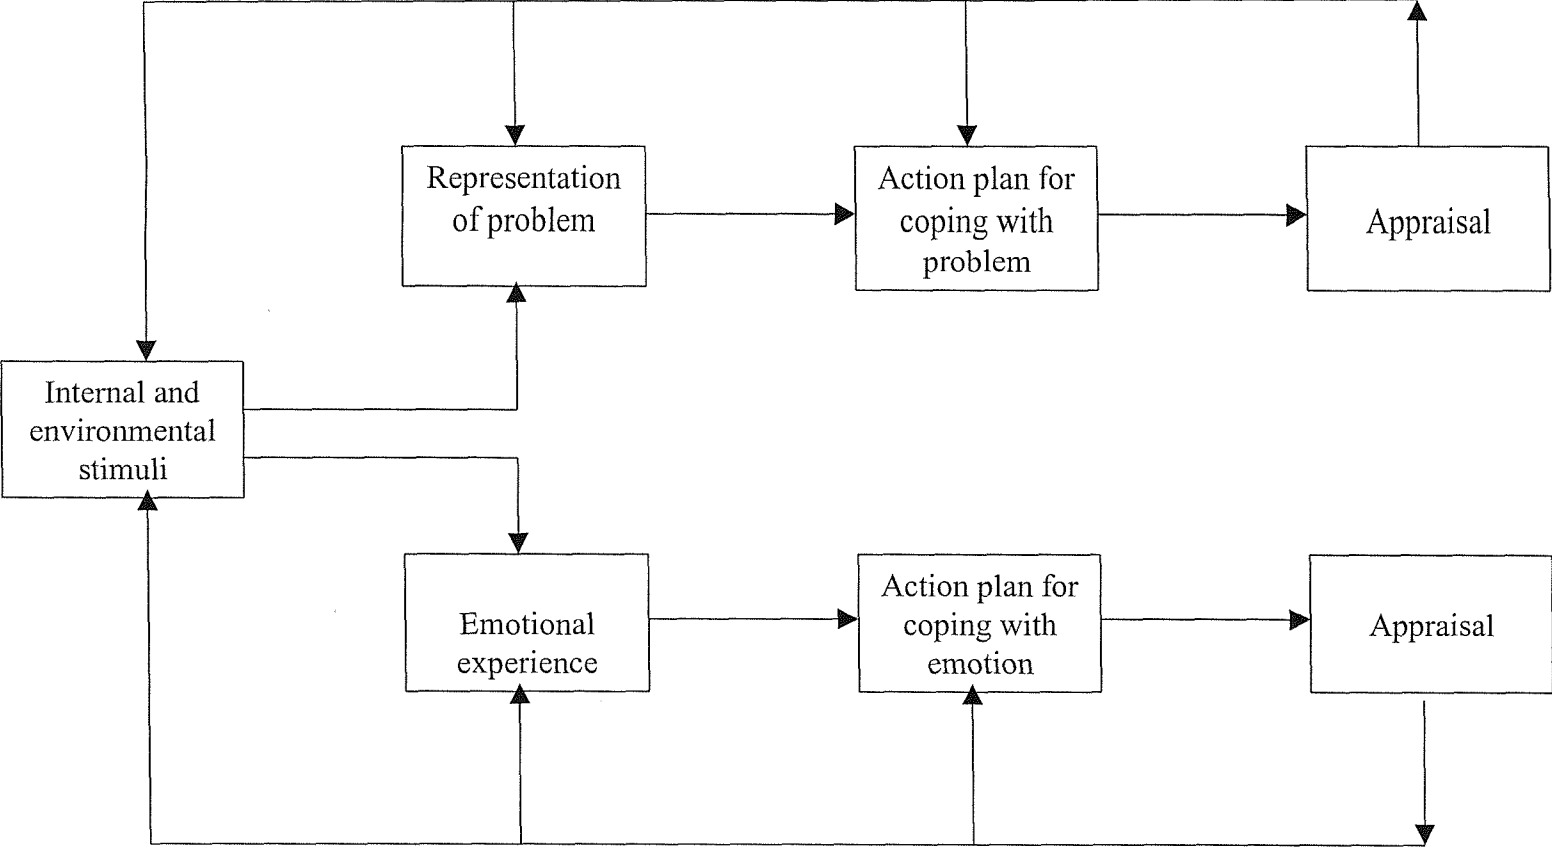 Representation
of problem
Action plan for
coping with
problem
Appraisal
Internal and
environmental
stimuli
Emotional
experience
Action plan for
coping with
emotion
Appraisal